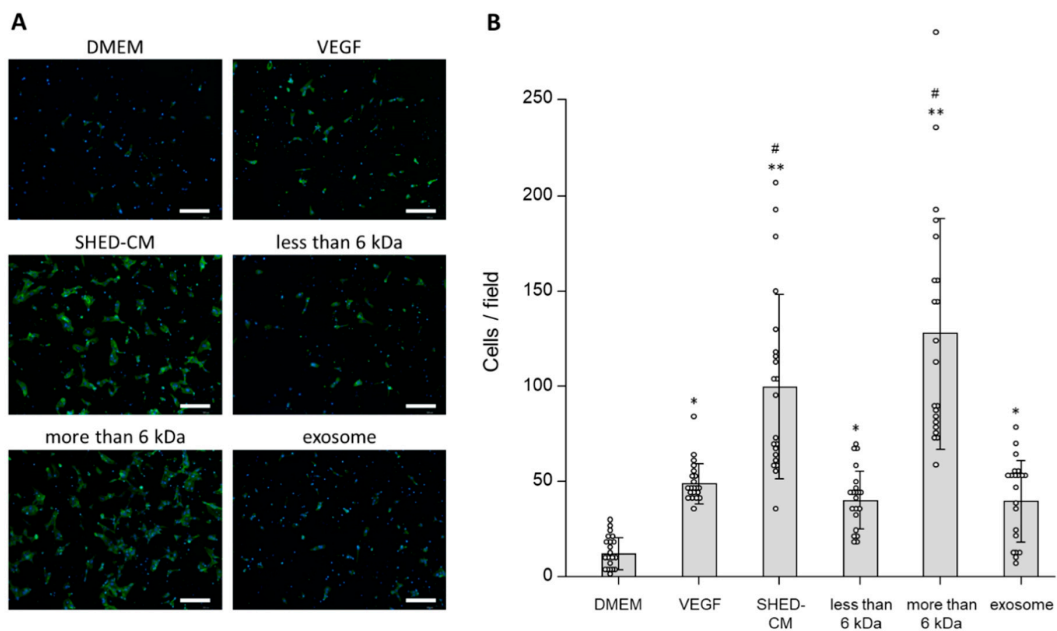 A
DMEM
VEGF
SHED-CM
less than 6 kDa
more than 6 kDa
exosome
B
Cells / field
250
200
150
100
50
0
#
**
#
**
*
*
*
DMEM
VEGF
SHED-
CM
less than
6 kDa
more than
6 kDa
exosome